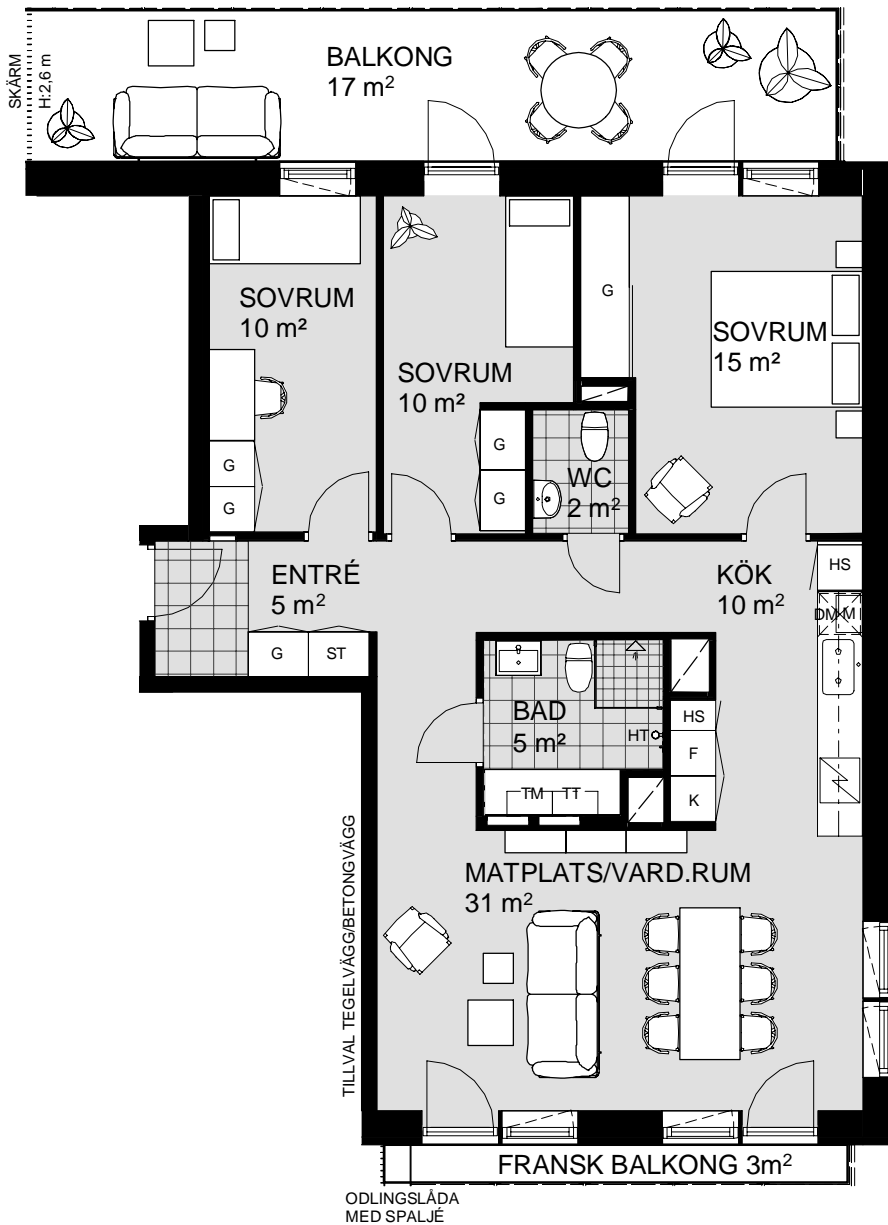 SKÄRM
H:2,6 m
BALKONG
17 m²
SOVRUM
10 m²
SOVRUM
10 m²
G
SOVRUM
15 m²
G
G
G
G
WC
2 m²
ENTRÉ
5 m²
G
ST
KÖK
10 m²
HS
DM
M
BAD
5 m²
HT
HS
F
K
TM
TT
TILLVAL TEGELVÄGG/BETONGVÄGG
MATPLATS/VARD.RUM
31 m²
FRANSK BALKONG 3m²
ODLINGSLÅDA
MED SPALJÉ